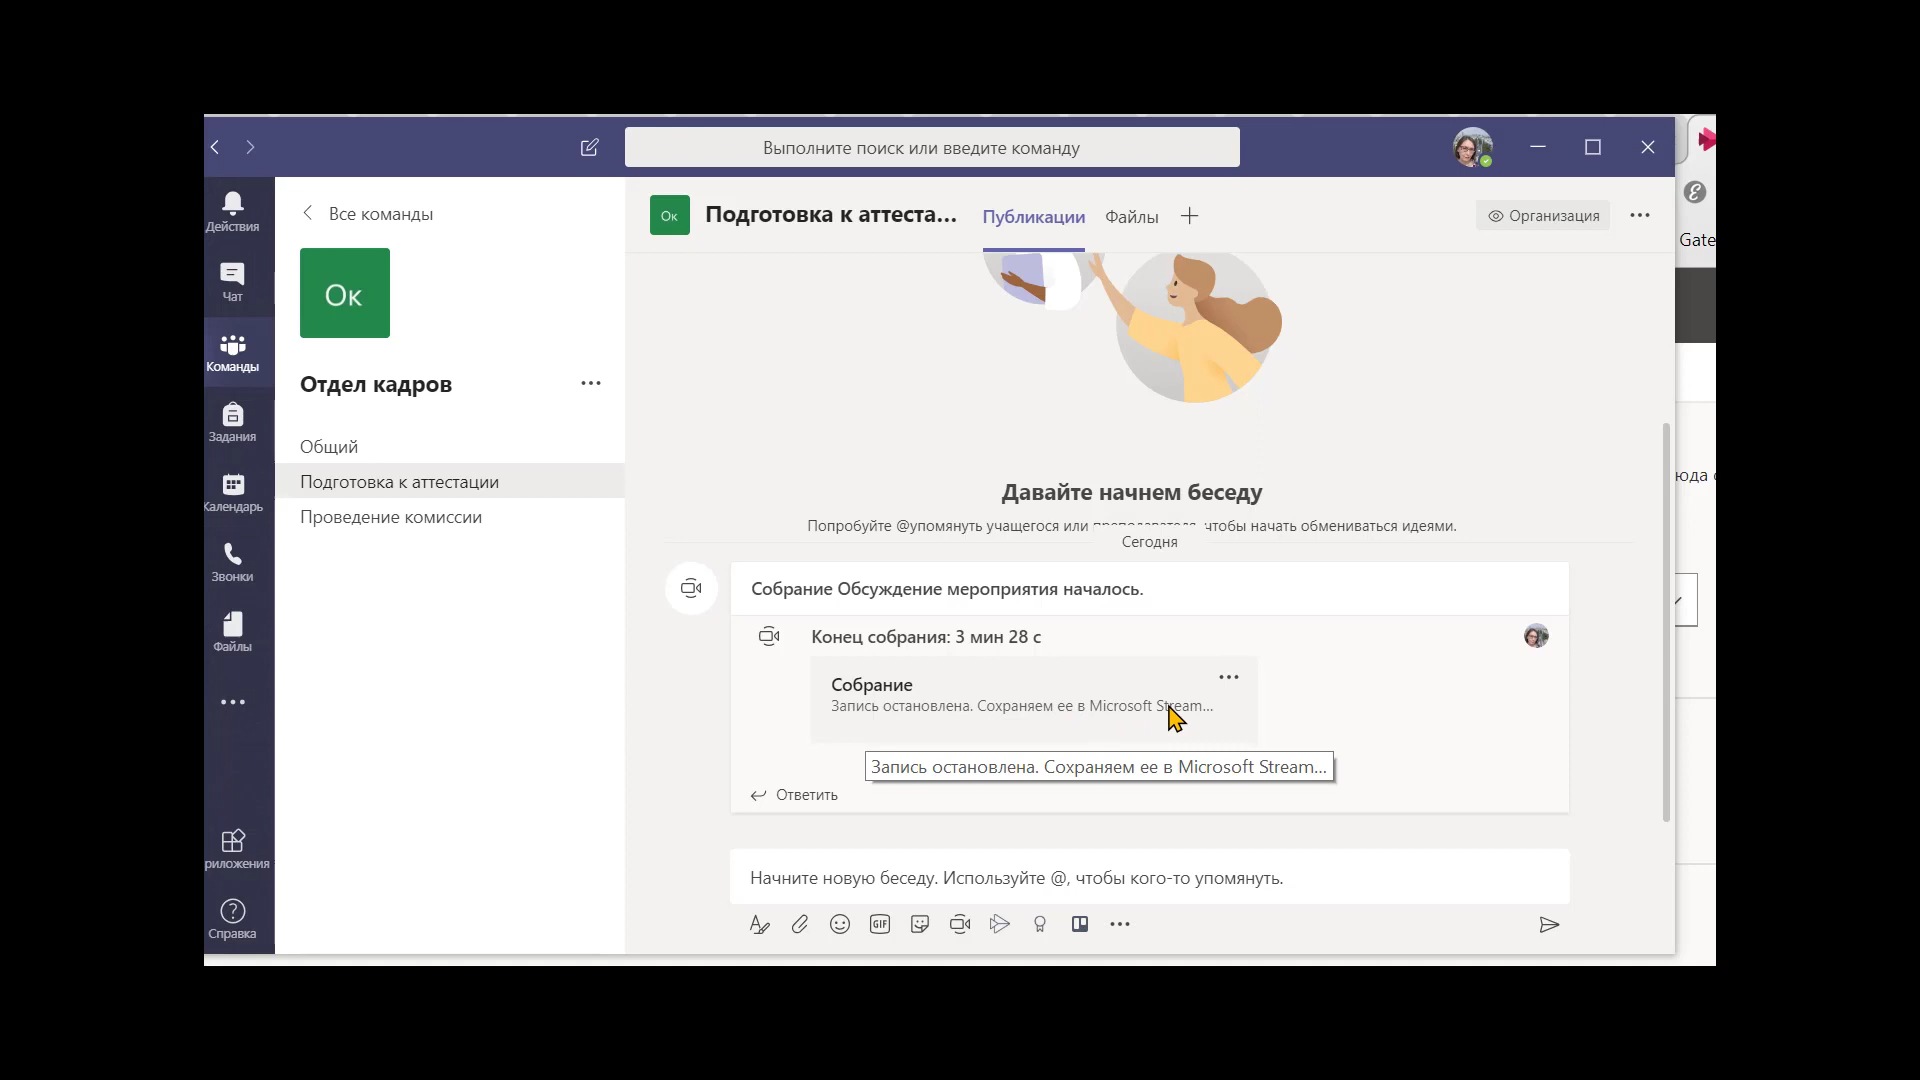 Выполните поиск или введите команду
Действия
Чат
Команды
Задания
Календарь
Звонки
Файлы
риложения
Справка
Все команды
Ок
Отдел кадров
Общий
Подготовка к аттестации
Проведение комиссии
Ок
Подготовка к аттеста...
Публикации
Файлы
Организация
Давайте начнем беседу
Попробуйте @упомянуть учащегося или преподавателя, чтобы начать обмениваться идеями.
Сегодня
Собрание Обсуждение мероприятия началось.
Конец собрания: 3 мин 28 с
Собрание
Запись остановлена. Сохраняем ее в Microsoft Stream...
Запись остановлена. Сохраняем ее в Microsoft Stream...
Ответить
Начните новую беседу. Используйте @, чтобы кого-то упомянуть.
GIF
Gate
юда